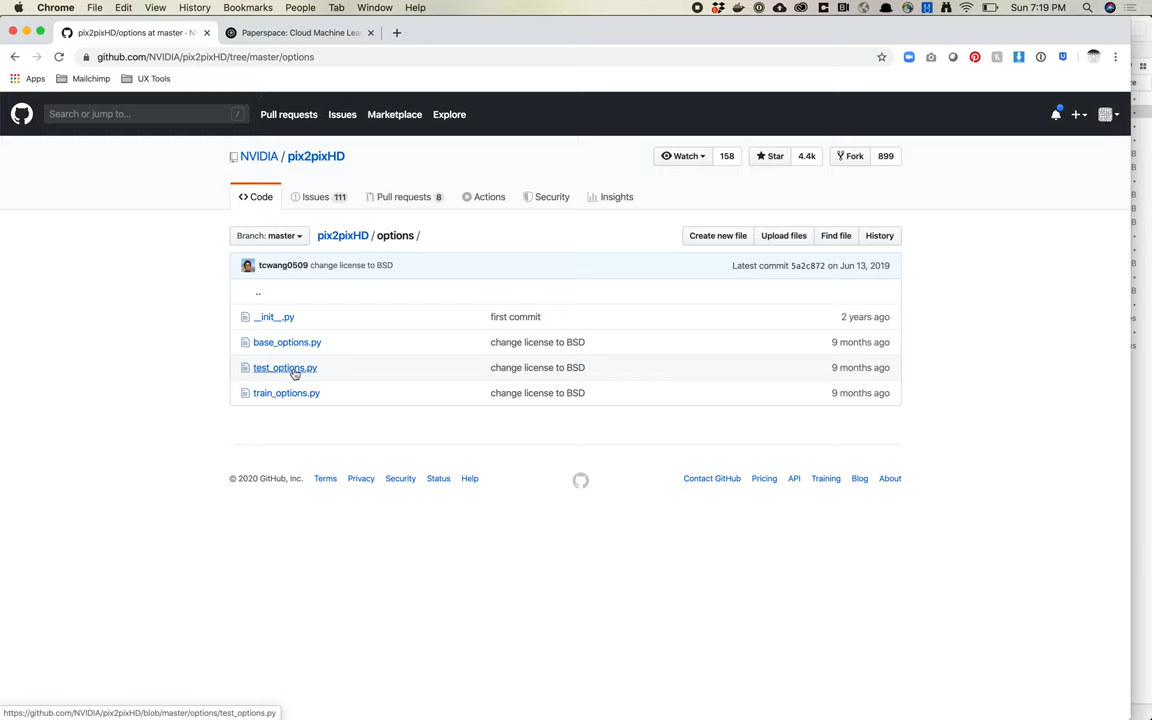 Chrome File Edit View History Bookmarks People Tab Window Help Sun 7:19 PM
pix2pixHD/options at master · N Paperspace: Cloud Machine Lea
github.com/NVIDIA/pix2pixHD/tree/master/options
Apps Mailchimp UX Tools
Search or jump to... / Pull requests Issues Marketplace Explore
NVIDIA / pix2pixHD Watch 158 Star 4.4k Fork 899
Code Issues 111 Pull requests 8 Actions Security Insights
Branch: master pix2pixHD / options / Create new file Upload files Find file History
tcwang0509 change license to BSD Latest commit 5a2c872 on Jun 13, 2019
..
__init__.py first commit 2 years ago
base_options.py change license to BSD 9 months ago
test_options.py change license to BSD 9 months ago
train_options.py change license to BSD 9 months ago
© 2020 GitHub, Inc. Terms Privacy Security Status Help Contact GitHub Pricing API Training Blog About
https://github.com/NVIDIA/pix2pixHD/blob/master/options/test_options.py